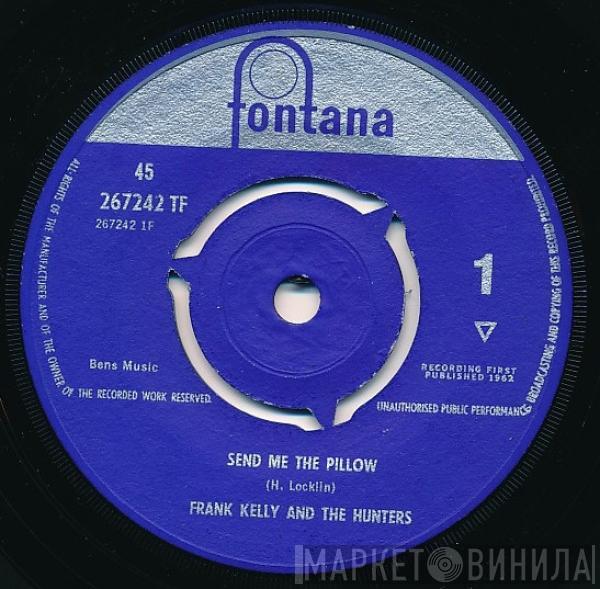 fontana
45
267242 TF
267242 1F
1
Bens Music
RECORDING FIRST
PUBLISHED 1962
ALL RIGHTS OF THE MANUFACTURER AND OF THE OWNER OF THE RECORDED WORK RESERVED.
UNAUTHORISED PUBLIC PERFORMANCE, BROADCASTING AND COPYING OF THIS RECORD PROHIBITED.
SEND ME THE PILLOW
(H. Locklin)
FRANK KELLY AND THE HUNTERS
МАРКЕТ ВИНИЛА